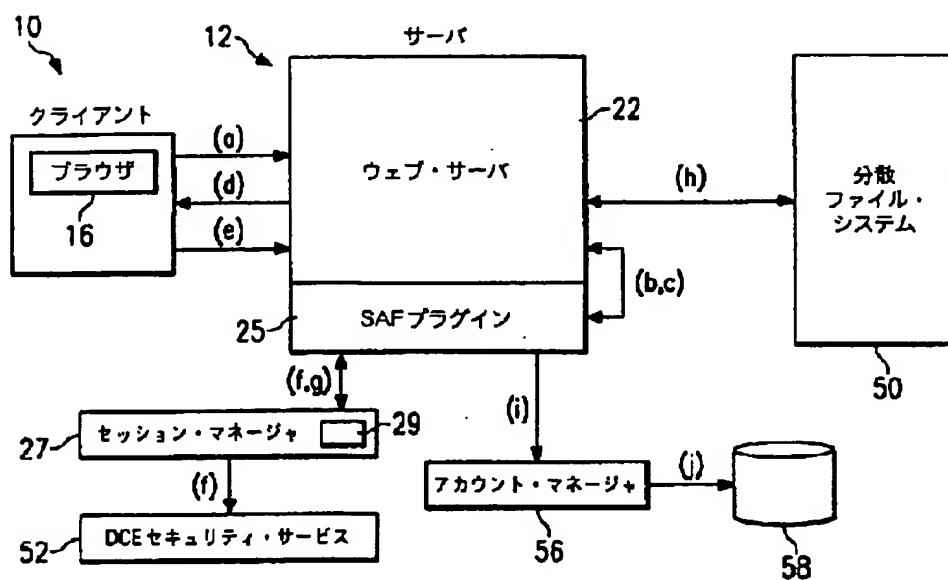 10
クライアント
ブラウザ
16
(a)
(d)
(e)
12
サーバ
22
ウェブ・サーバ
(h)
(b,c)
分散
ファイル・
システム
50
25
SAFプラグイン
(f,g)
(i)
27
セッション・マネージャ
29
(f)
52
DCEセキュリティ・サービス
アカウント・マネージャ
56
(j)
58